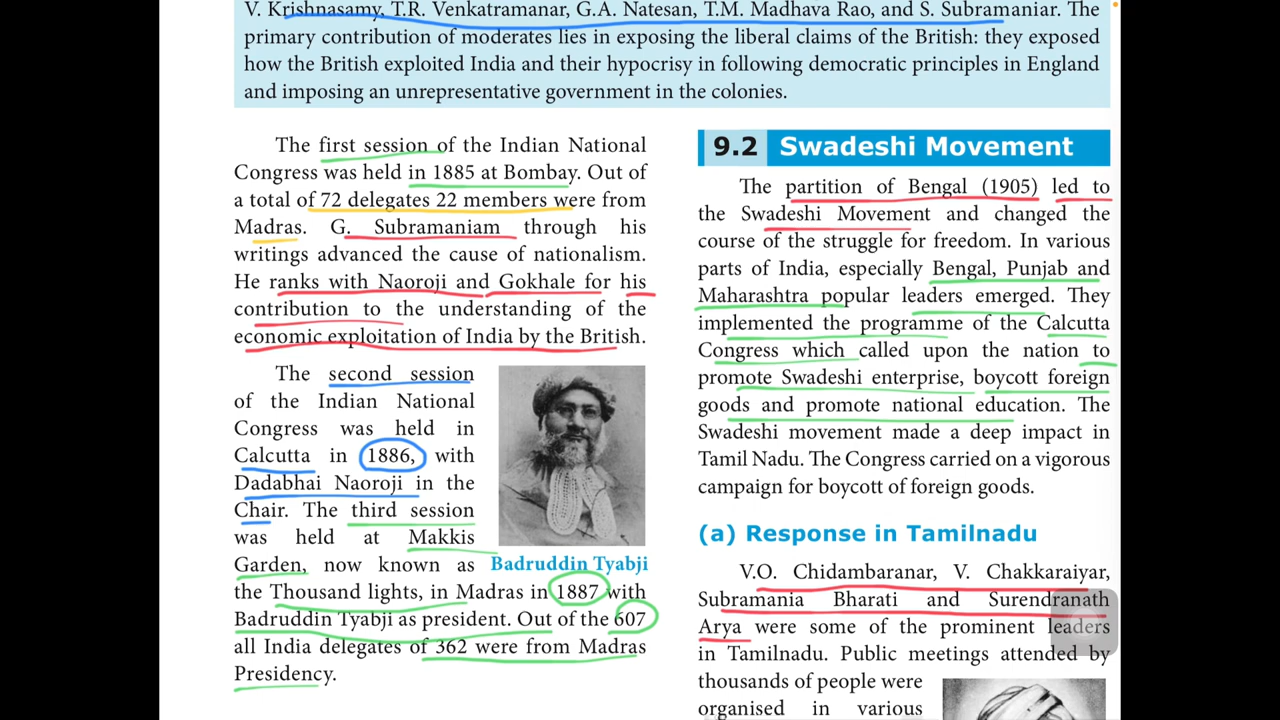 V. Krishnasamy, T.R. Venkatramanar, G.A. Natesan, T.M. Madhava Rao, and S. Subramaniar. The
primary contribution of moderates lies in exposing the liberal claims of the British: they exposed
how the British exploited India and their hypocrisy in following democratic principles in England
and imposing an unrepresentative government in the colonies.
The first session of the Indian National
Congress was held in 1885 at Bombay. Out of
a total of 72 delegates 22 members were from
Madras. G. Subramaniam through his
writings advanced the cause of nationalism.
He ranks with Naoroji and Gokhale for his
contribution to the understanding of the
economic exploitation of India by the British.
The second session
of the Indian National
Congress was held in
Calcutta in 1886, with
Dadabhai Naoroji in the
Chair. The third session
was held at Makkis
Garden, now known as
the Thousand lights, in Madras in 1887 with
Badruddin Tyabji as president. Out of the 607
all India delegates of 362 were from Madras
Presidency.
Badruddin Tyabji
9.2 Swadeshi Movement
The partition of Bengal (1905) led to
the Swadeshi Movement and changed the
course of the struggle for freedom. In various
parts of India, especially Bengal, Punjab and
Maharashtra popular leaders emerged. They
implemented the programme of the Calcutta
Congress which called upon the nation to
promote Swadeshi enterprise, boycott foreign
goods and promote national education. The
Swadeshi movement made a deep impact in
Tamil Nadu. The Congress carried on a vigorous
campaign for boycott of foreign goods.
(a) Response in Tamilnadu
V.O. Chidambaranar, V. Chakkaraiyar,
Subramania Bharati and Surendranath
Arya were some of the prominent leaders
in Tamilnadu. Public meetings attended by
thousands of people were
organised in various